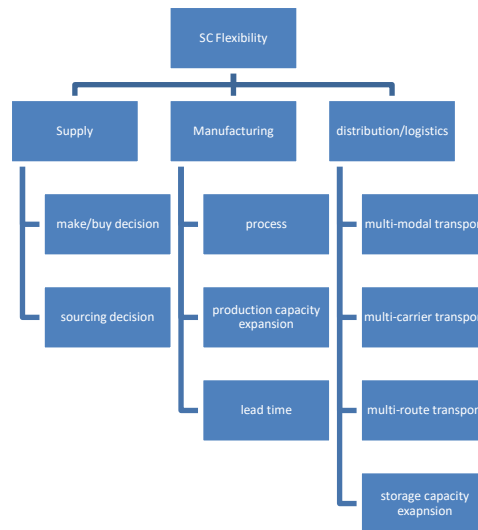 SC Flexibility
Supply
Manufacturing
distribution/logistics
make/buy decision
process
multi-modal transpor
sourcing decision
production capacity
expansion
multi-carrier transpor
lead time
multi-route transpor
storage capacity
exapnsion